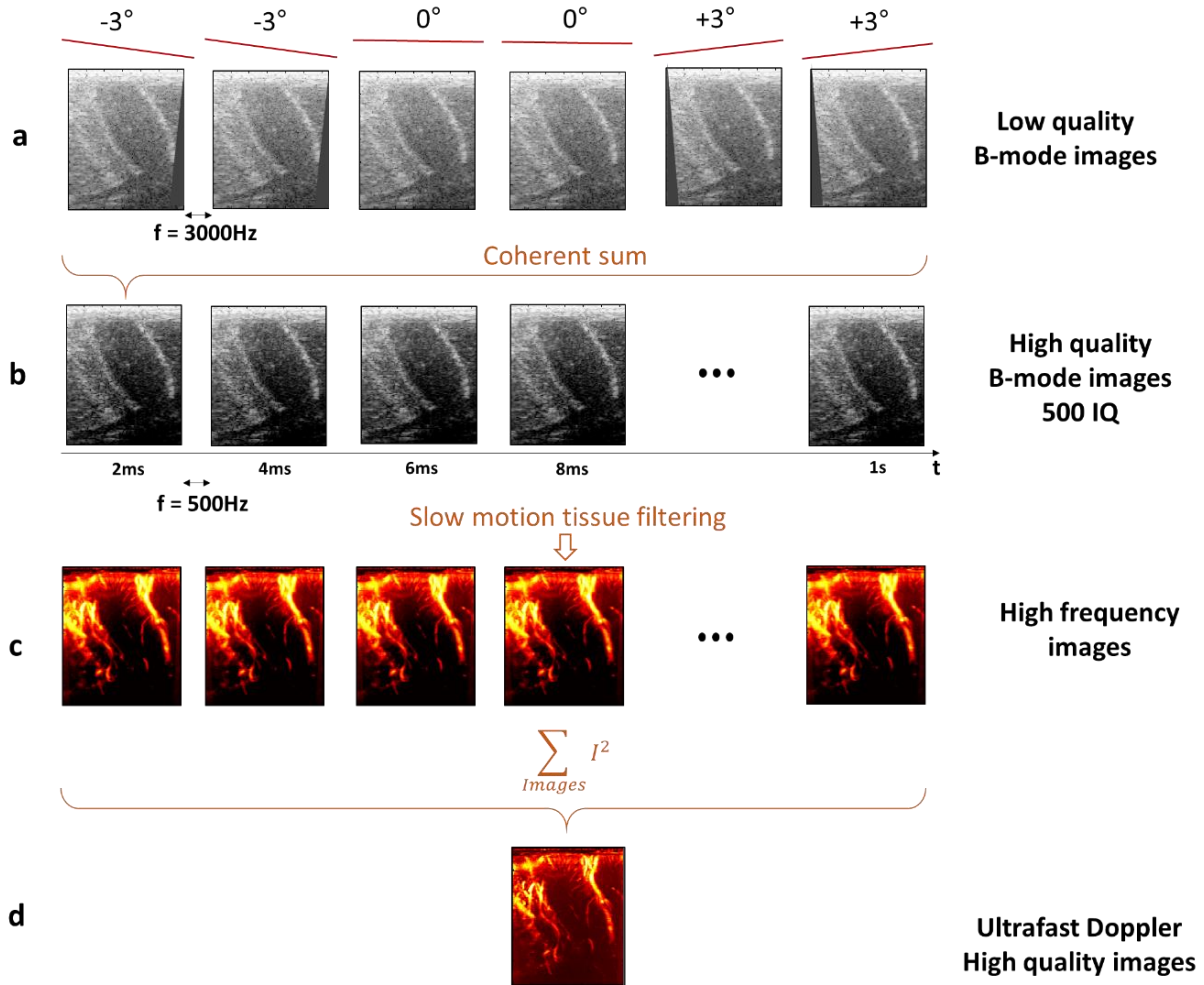 -3° -3° 0° 0° +3° +3°
a
Low quality
B-mode images
f = 3000Hz
Coherent sum
b
High quality
B-mode images
500 IQ
•••
2ms 4ms 6ms 8ms 1s t
f = 500Hz
Slow motion tissue filtering
c
High frequency
images
•••
∑ I²
Images
d
Ultrafast Doppler
High quality images